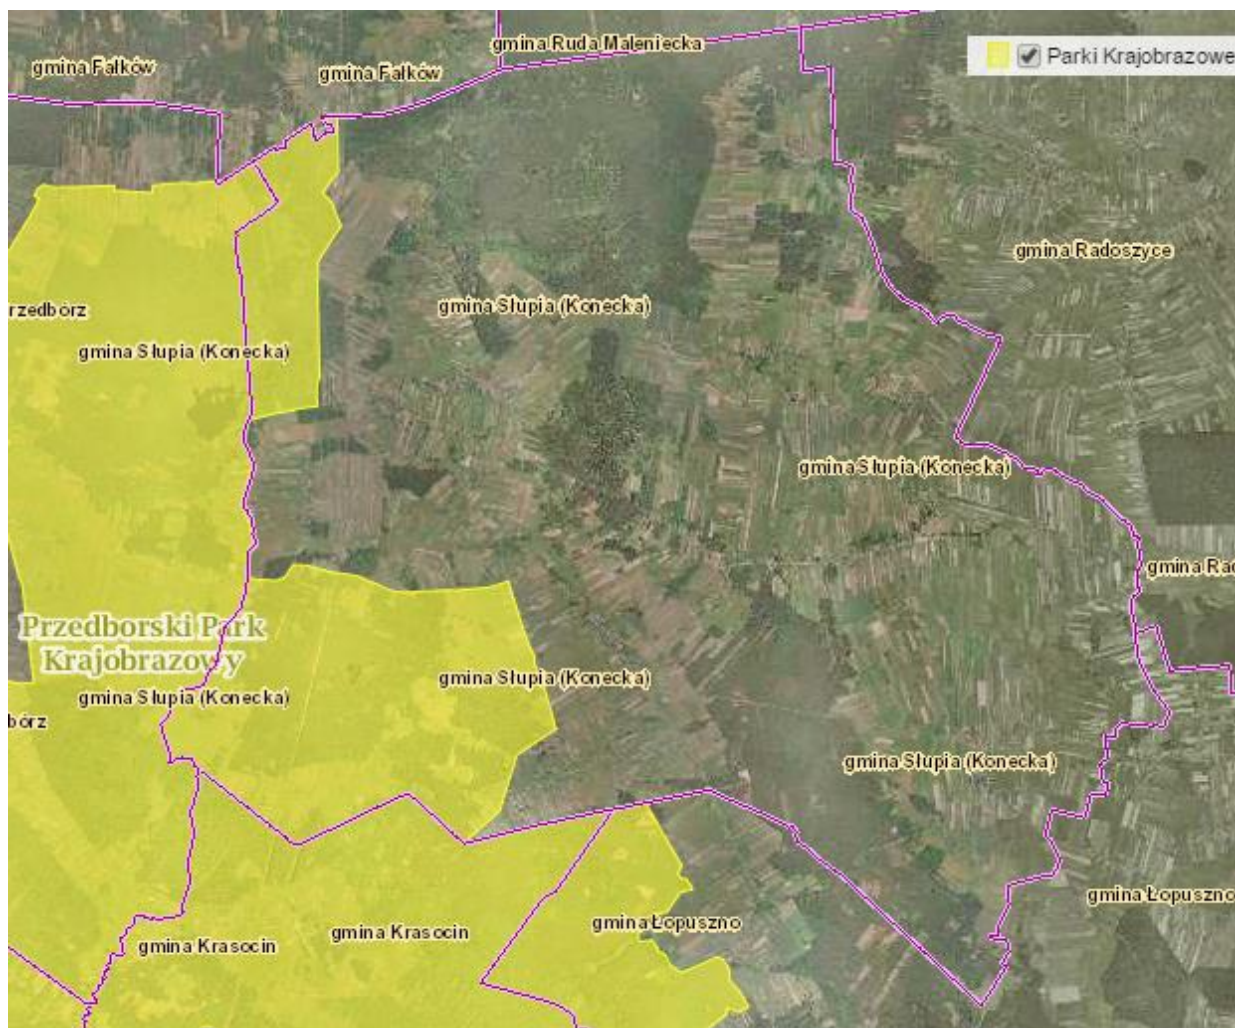 gmina Ruda Maleniecka
gmina Fałków
gmina Fałków
Parki Krajobrazowe
gmina Radoszyce
gmina Słupia (Konecka)
rzedbórz
gmina Słupia (Konecka)
gmina Słupia (Konecka)
gmina Rad
Przedborski Park
Krajobrazowy
gmina Słupia (Konecka)
gmina Słupia (Konecka)
bórz
gmina Słupia (Konecka)
gmina Łopuszno
gmina Łopuszno
gmina Krasocin
gmina Krasocin